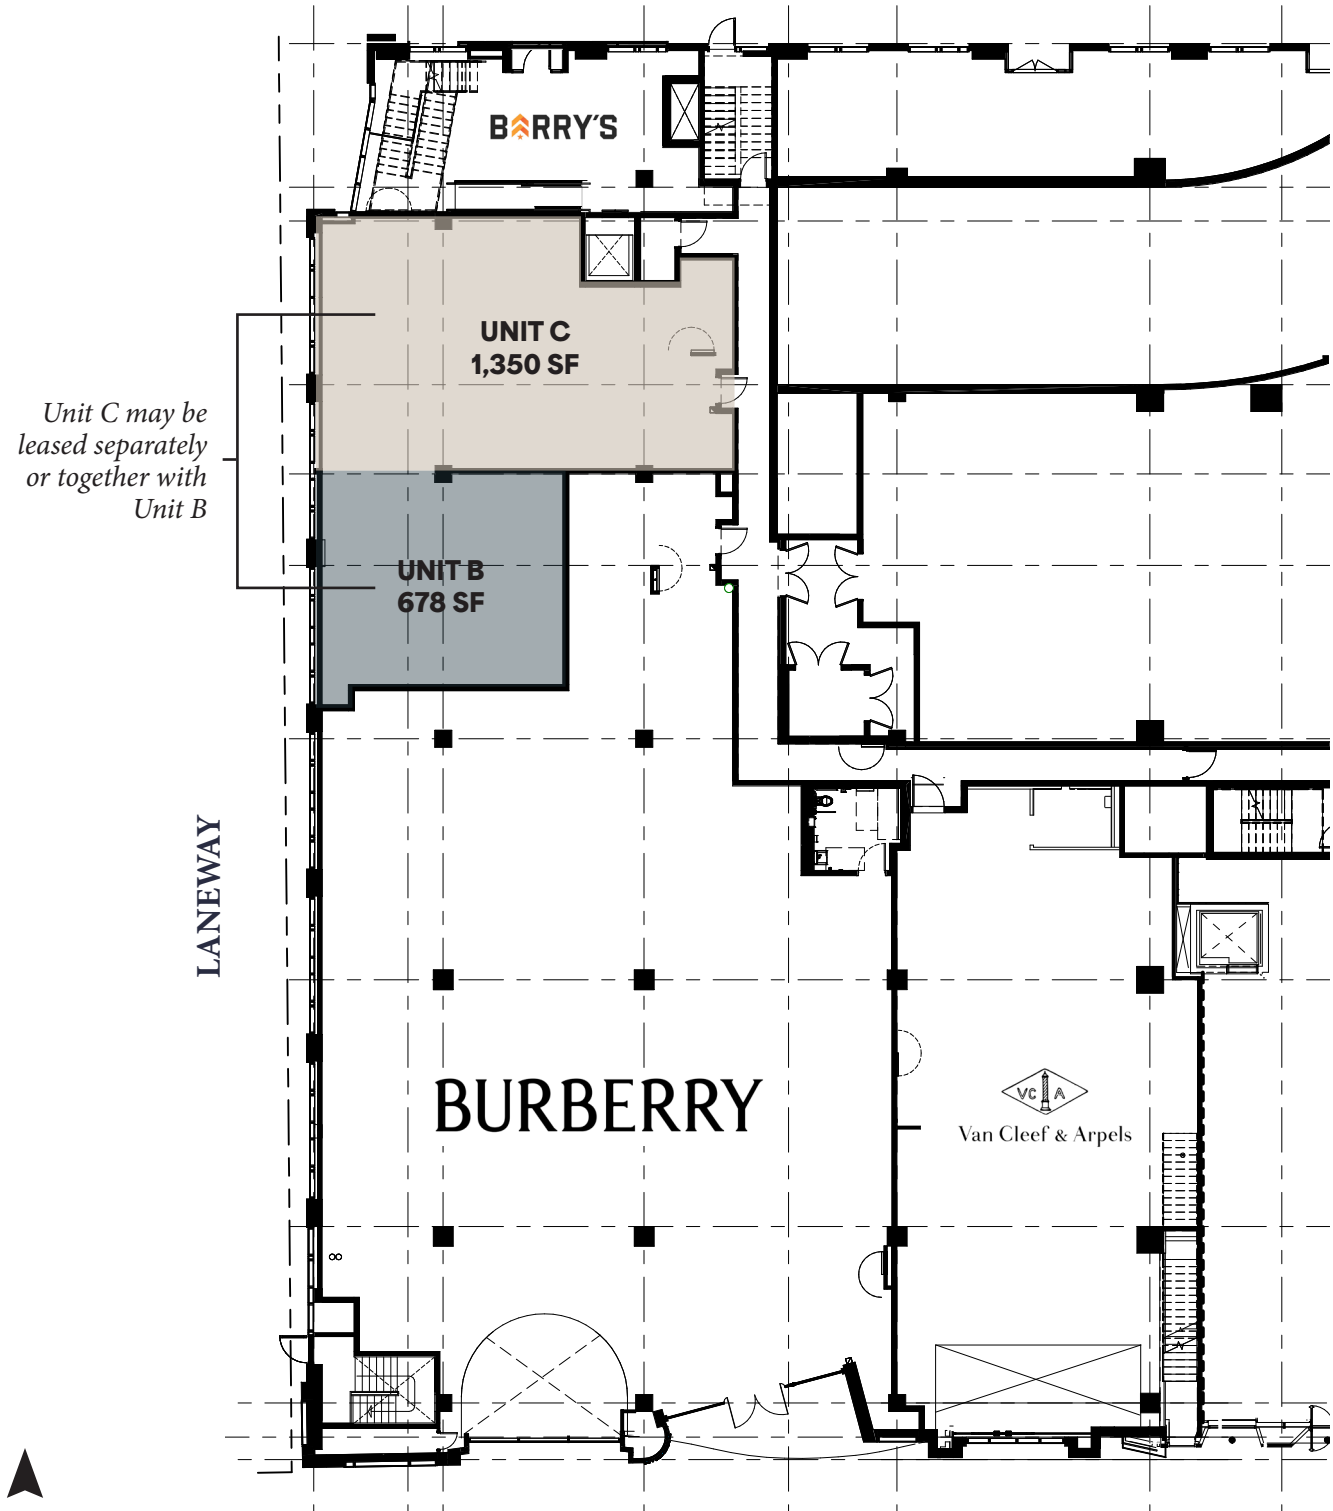 BARRY'S
UNIT C
1,350 SF
Unit C may be
leased separately
or together with
Unit B
UNIT B
678 SF
LANEWAY
BURBERRY
VC A
Van Cleef & Arpels